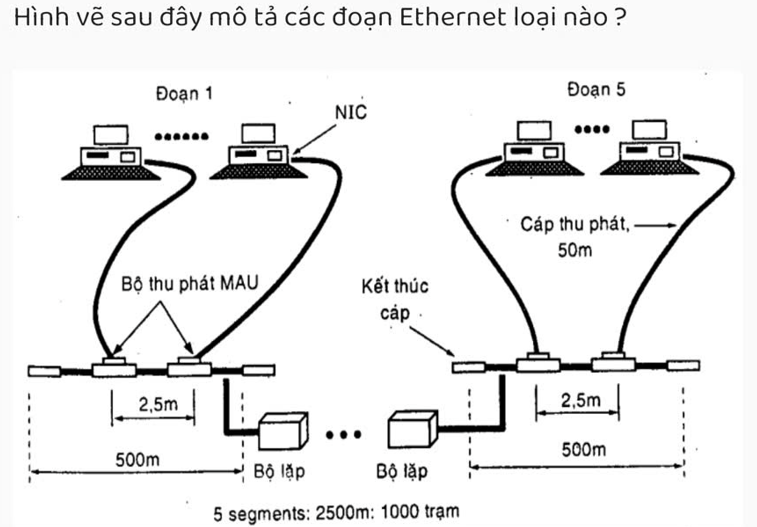 Hình vẽ sau đây mô tả các đoạn Ethernet loại nào ?
Đoạn 1
Đoạn 5
NIC
Cáp thu phát,
50m
Bộ thu phát MAU
Kết thúc
cáp
2,5m
2,5m
500m
500m
Bộ lặp
Bộ lặp
5 segments: 2500m: 1000 trạm